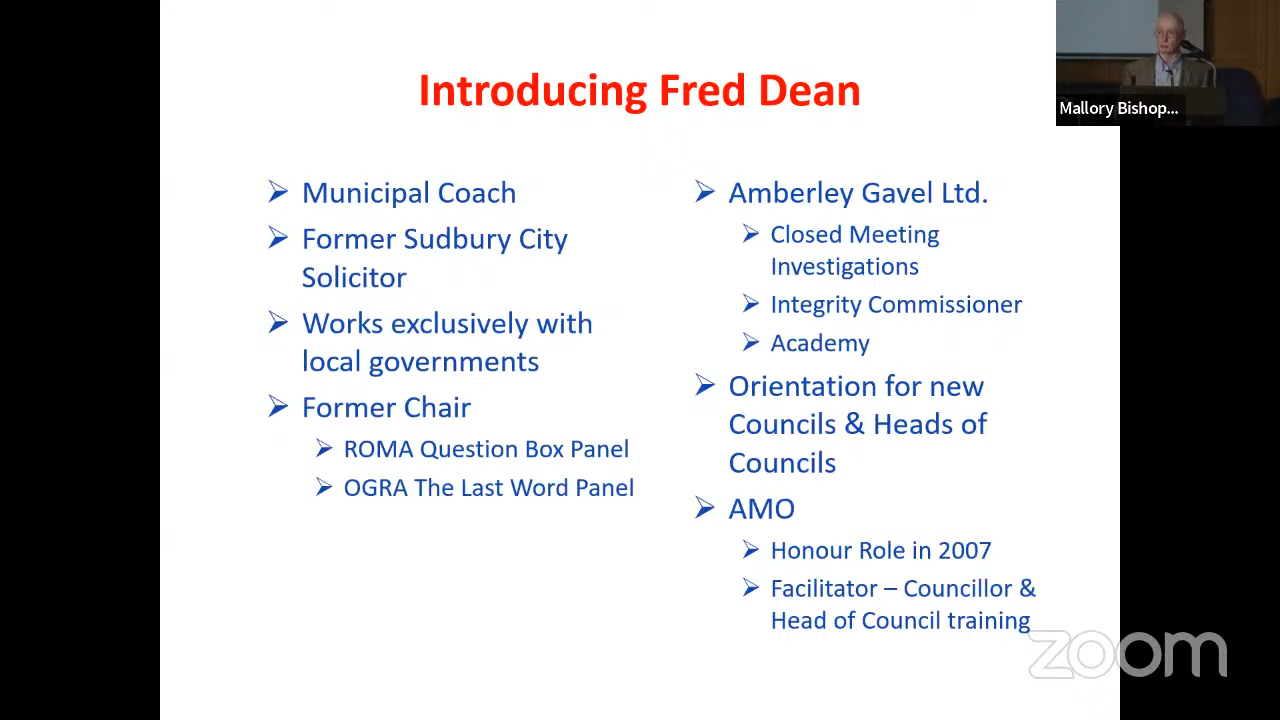 Introducing Fred Dean
Municipal Coach
Former Sudbury City
Solicitor
Works exclusively with
local governments
Former Chair
ROMA Question Box Panel
OGRA The Last Word Panel
Amberley Gavel Ltd.
Closed Meeting
Investigations
Integrity Commissioner
Academy
Orientation for new
Councils & Heads of
Councils
AMO
Honour Role in 2007
Facilitator – Councillor &
Head of Council training
Mallory Bishop...
zoom